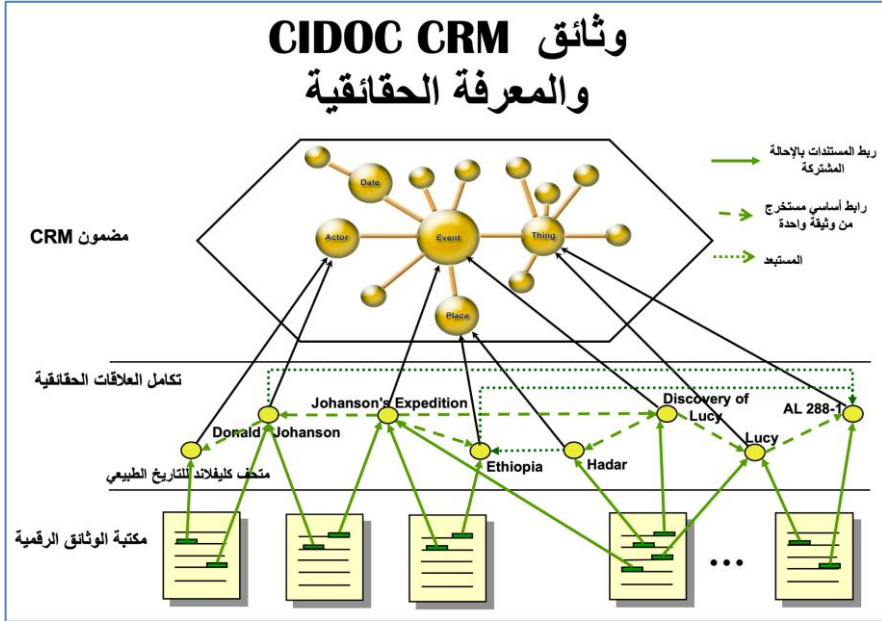 وثائق CIDOC CRM
والمعرفة الحقائقية
ربط المستندات بالإحالة
المشتركة
رابط أساسي مستخرج
من وثيقة واحدة
المستبعد
مضمون CRM
Date
Actor
Event
Thing
Place
تكامل العلاقات الحقائقية
Johanson's Expedition
Discovery of
Lucy
AL 288-1
Donald Johanson
Lucy
Ethiopia
Hadar
متحف كليفلاند للتاريخ الطبيعي
مكتبة الوثائق الرقمية
...